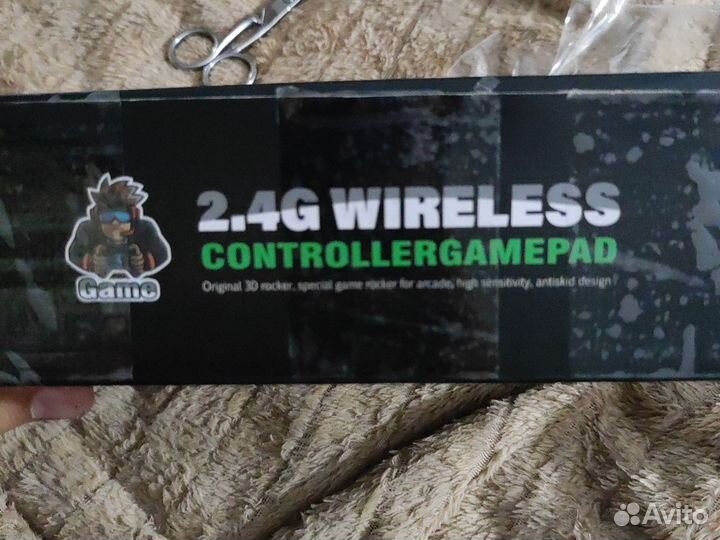 2.4G WIRELESS
CONTROLLERGAMEPAD
Original 3D rocker, special game rocker for arcade, high sensitivity, antiskid design
Game
Avito